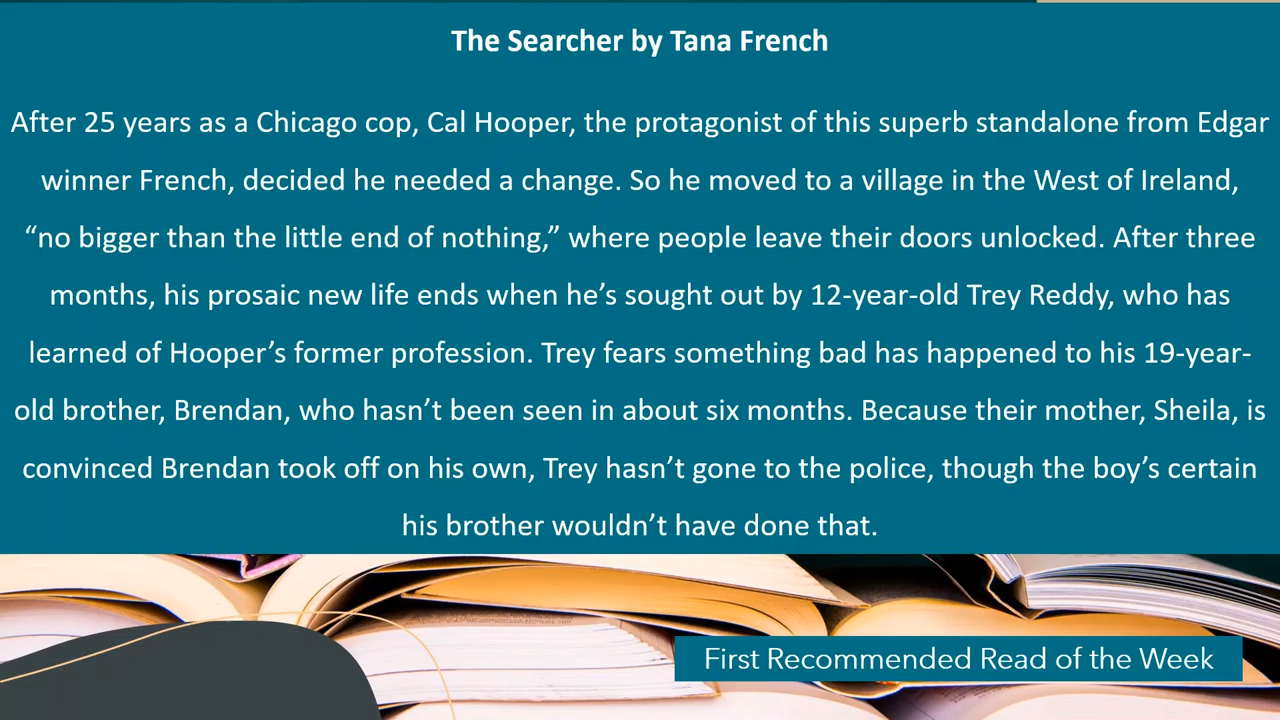 The Searcher by Tana French
After 25 years as a Chicago cop, Cal Hooper, the protagonist of this superb standalone from Edgar
winner French, decided he needed a change. So he moved to a village in the West of Ireland,
“no bigger than the little end of nothing,” where people leave their doors unlocked. After three
months, his prosaic new life ends when he’s sought out by 12-year-old Trey Reddy, who has
learned of Hooper’s former profession. Trey fears something bad has happened to his 19-year-
old brother, Brendan, who hasn’t been seen in about six months. Because their mother, Sheila, is
convinced Brendan took off on his own, Trey hasn’t gone to the police, though the boy’s certain
his brother wouldn’t have done that.
First Recommended Read of the Week